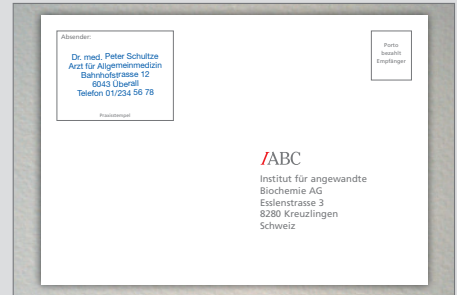 Absender:
Dr. med. Peter Schultze
Arzt für Allgemeinmedizin
Bahnhofstrasse 12
6043 Überall
Telefon 01/234 56 78
Praxisstempel
Porto
bezahlt
Empfänger
IABC
Institut für angewandte
Biochemie AG
Esslenstrasse 3
8280 Kreuzlingen
Schweiz